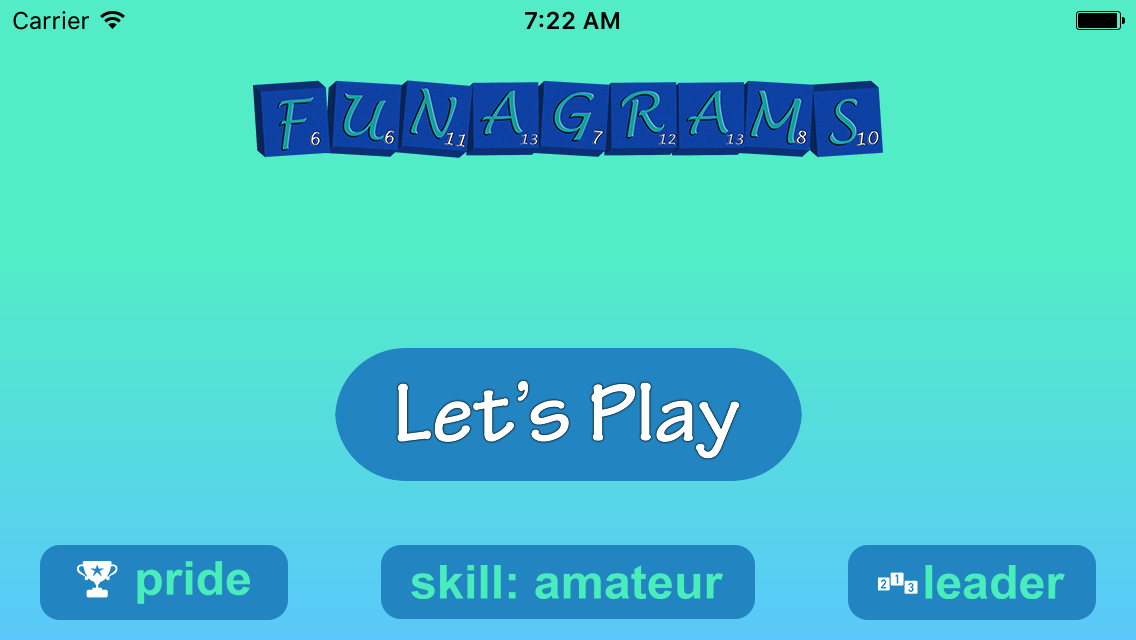 Carrier 7:22 AM
F6 U6 N11 A13 G7 R12 A13 M8 S10
Let's Play
pride
skill: amateur
2 1 3 leader